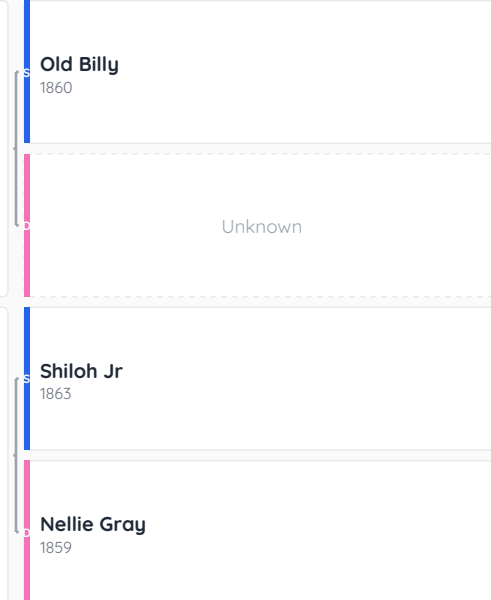 S
Old Billy
1860
D
Unknown
S
Shiloh Jr
1863
D
Nellie Gray
1859